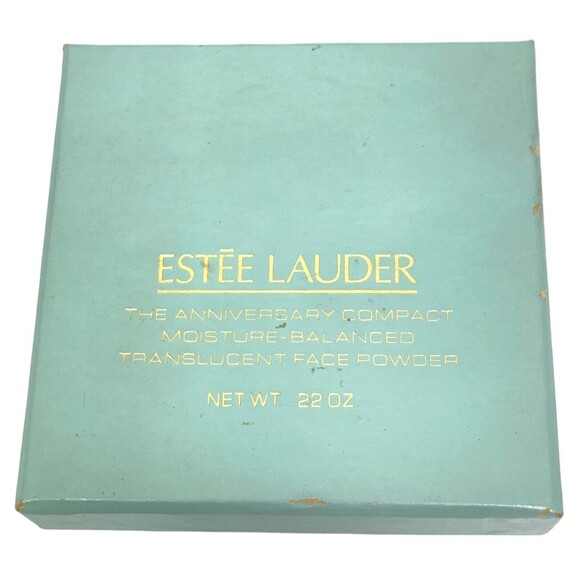 ESTĒE LAUDER
THE ANNIVERSARY COMPACT
MOISTURE-BALANCED
TRANSLUCENT FACE POWDER
NET WT. 22 OZ